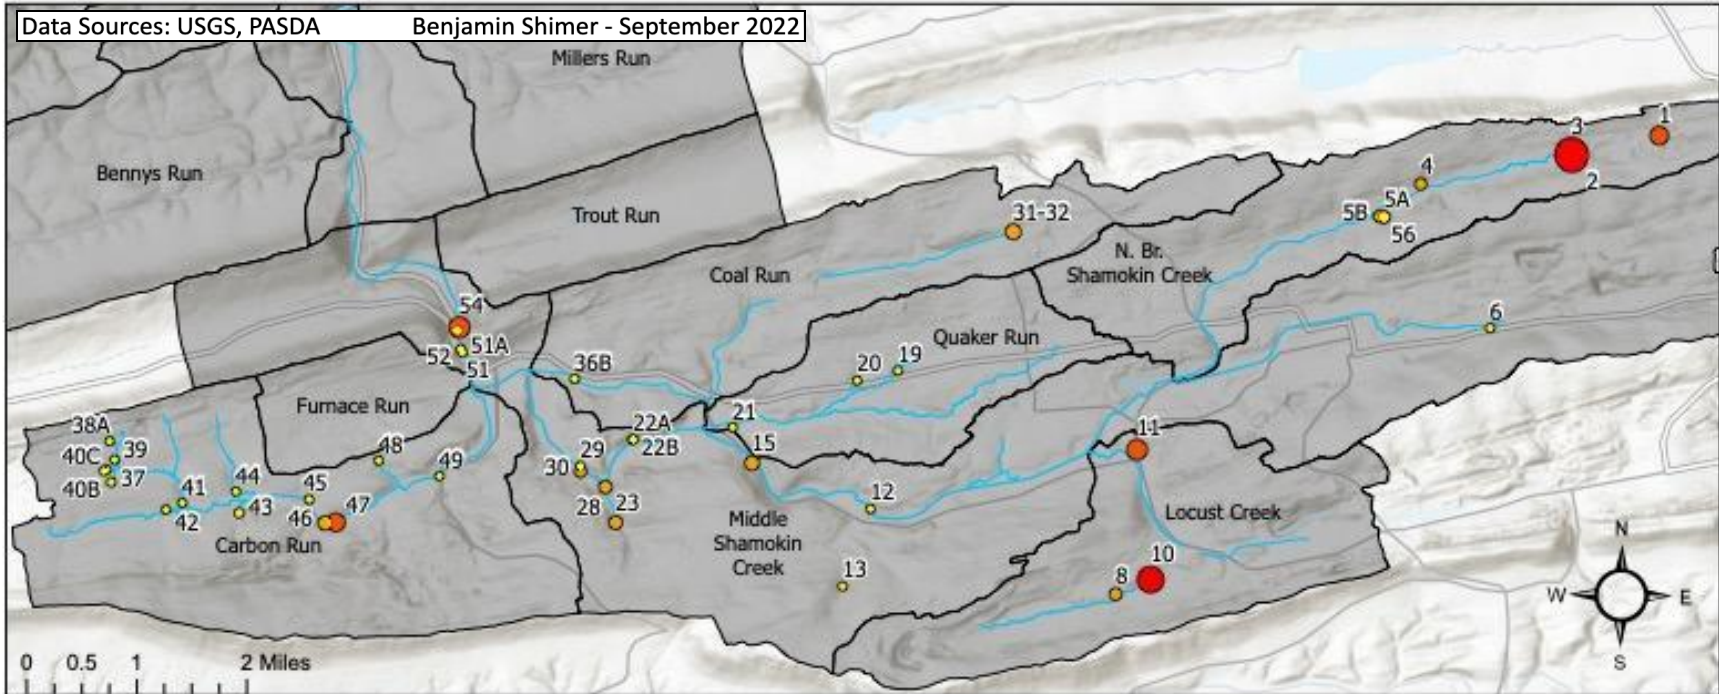 Data Sources: USGS, PASDA Benjamin Shimer - September 2022
Millers Run
Bennys Run
Trout Run
Coal Run
N. Br.
Shamokin Creek
Quaker Run
Furnace Run
Carbon Run
Middle
Shamokin
Creek
Locust Creek
1
3
2
4
5A
5B
56
6
31-32
54
51A
52
51
36B
20
19
21
22A
22B
15
29
30
28
23
12
13
11
10
8
38A
39
40C
37
40B
41
42
44
43
45
46
47
48
49
N
W
E
S
0 0.5 1 2 Miles